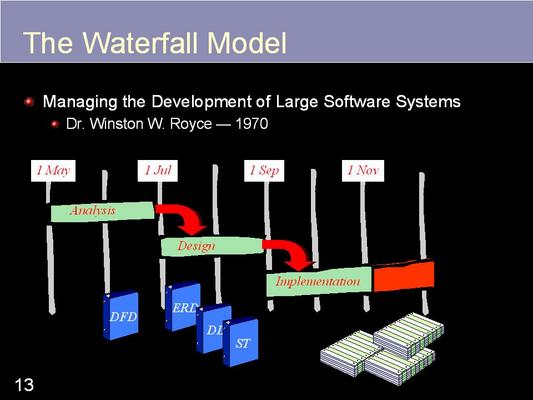 The Waterfall Model
Managing the Development of Large Software Systems
Dr. Winston W. Royce — 1970
1 May
1 Jul
1 Sep
1 Nov
Analysis
Design
Implementation
DFD
ERD
ST
13